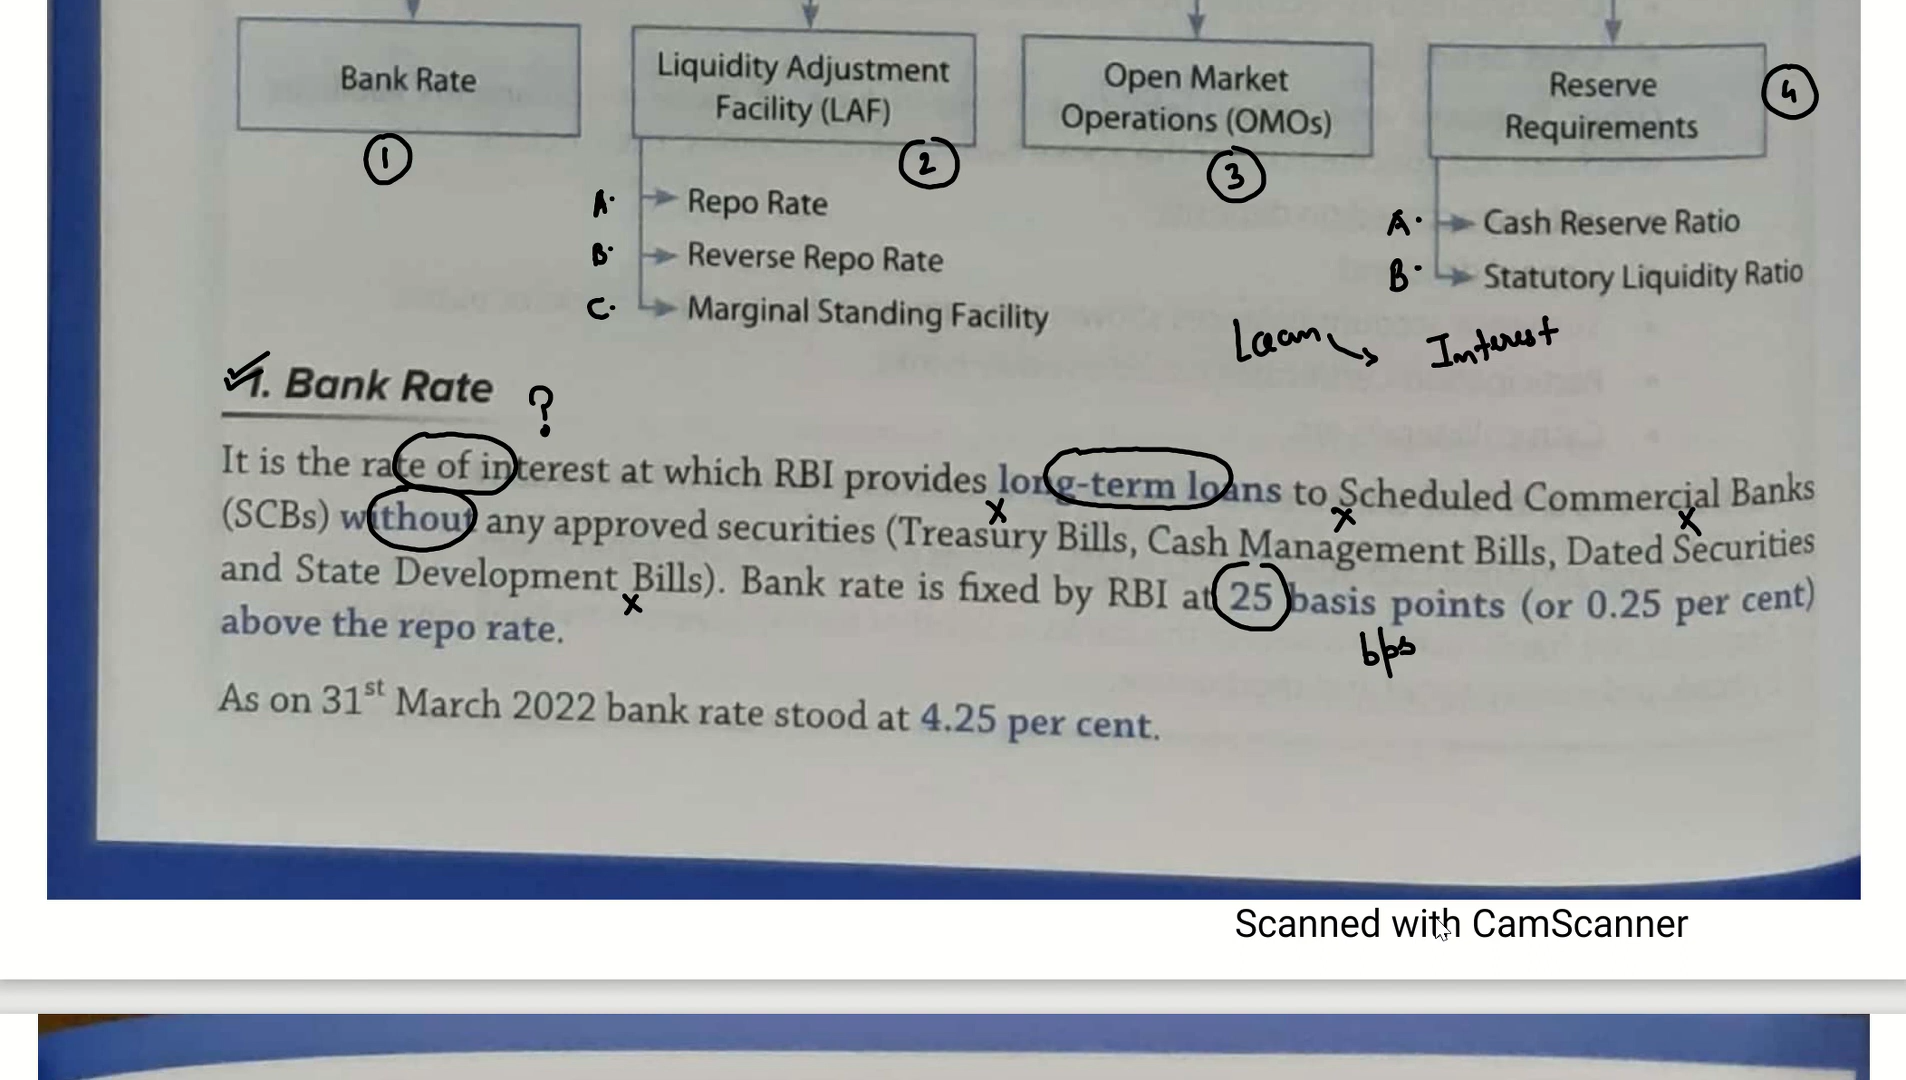 Bank Rate
Liquidity Adjustment
Facility (LAF)
Open Market
Operations (OMOs)
Reserve
Requirements
4
1
2
3
A. Repo Rate
B. Reverse Repo Rate
C. Marginal Standing Facility
A. Cash Reserve Ratio
B. Statutory Liquidity Ratio
Loan Interest
1. Bank Rate
?
It is the rate of interest at which RBI provides long-term loans to Scheduled Commercial Banks
(SCBs) without any approved securities (Treasury Bills, Cash Management Bills, Dated Securities
and State Development Bills). Bank rate is fixed by RBI at 25 basis points (or 0.25 per cent)
above the repo rate.
bps
As on 31st March 2022 bank rate stood at 4.25 per cent.
Scanned with CamScanner